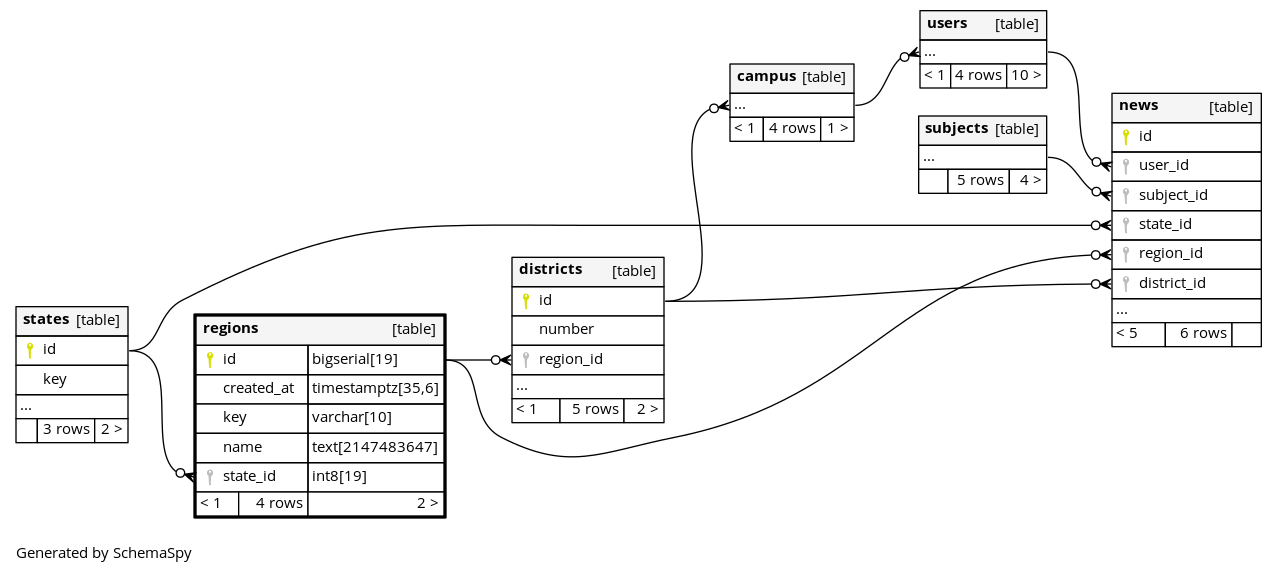 users [table]
...
< 1 4 rows 10 >
campus [table]
...
< 1 4 rows 1 >
subjects [table]
...
5 rows 4 >
news [table]
id
user_id
subject_id
state_id
region_id
district_id
...
< 5 6 rows
districts [table]
id
number
region_id
...
< 1 5 rows 2 >
states [table]
id
key
...
3 rows 2 >
regions [table]
id bigserial[19]
created_at timestamptz[35,6]
key varchar[10]
name text[2147483647]
state_id int8[19]
< 1 4 rows 2 >
Generated by SchemaSpy